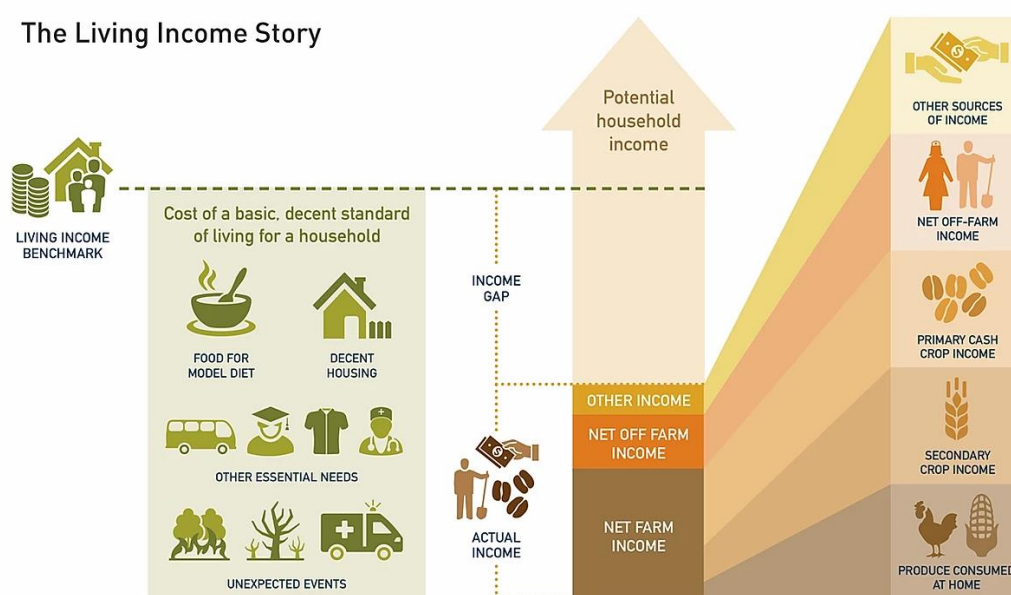 The Living Income Story
LIVING INCOME
BENCHMARK
Cost of a basic, decent standard
of living for a household
FOOD FOR
MODEL DIET
DECENT
HOUSING
OTHER ESSENTIAL NEEDS
UNEXPECTED EVENTS
INCOME
GAP
ACTUAL
INCOME
Potential
household
income
OTHER INCOME
NET OFF FARM
INCOME
NET FARM
INCOME
OTHER SOURCES
OF INCOME
NET OFF-FARM
INCOME
PRIMARY CASH
CROP INCOME
SECONDARY
CROP INCOME
PRODUCE CONSUMED
AT HOME